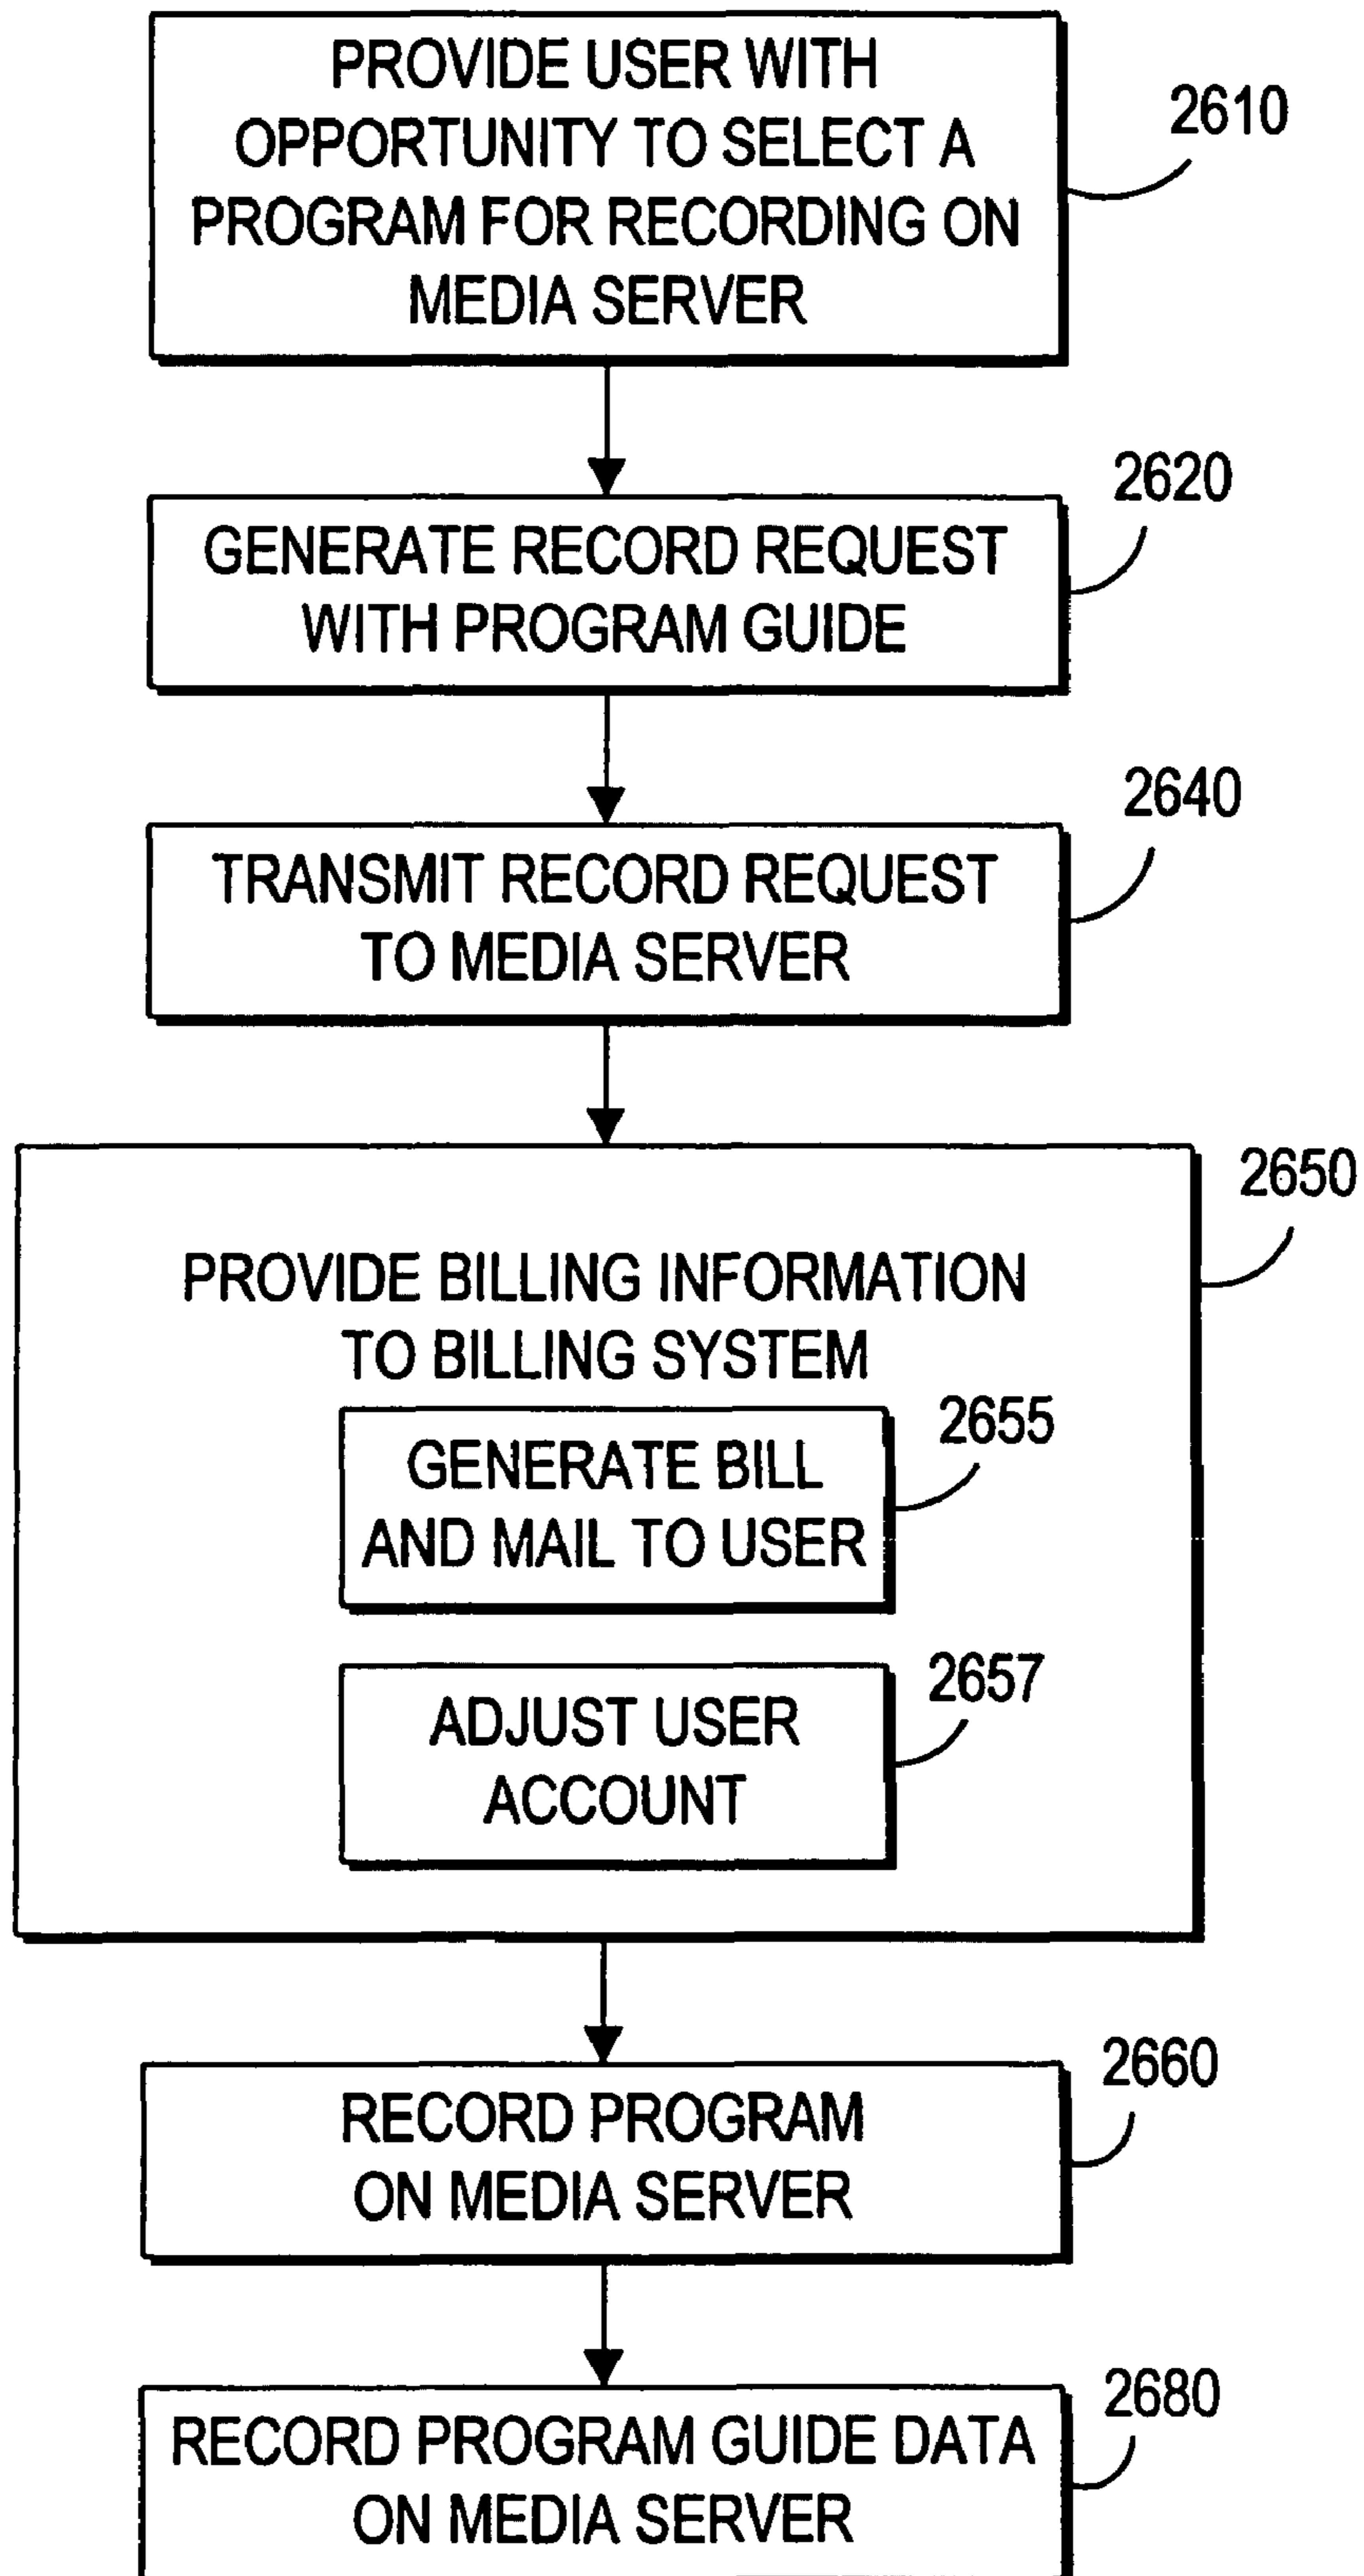 PROVIDE USER WITH
OPPORTUNITY TO SELECT A
PROGRAM FOR RECORDING ON
MEDIA SERVER
2610
2620
GENERATE RECORD REQUEST
WITH PROGRAM GUIDE
2640
TRANSMIT RECORD REQUEST
TO MEDIA SERVER
2650
PROVIDE BILLING INFORMATION
TO BILLING SYSTEM
2655
GENERATE BILL
AND MAIL TO USER
2657
ADJUST USER
ACCOUNT
2660
RECORD PROGRAM
ON MEDIA SERVER
2680
RECORD PROGRAM GUIDE DATA
ON MEDIA SERVER